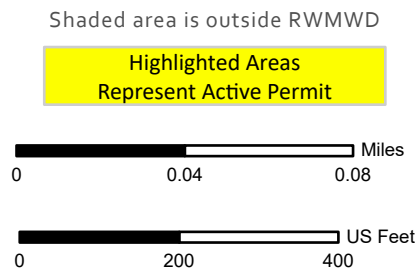 Shaded area is outside RWMWD
Highlighted Areas
Represent Active Permit
Miles
0 0.04 0.08
US Feet
0 200 400